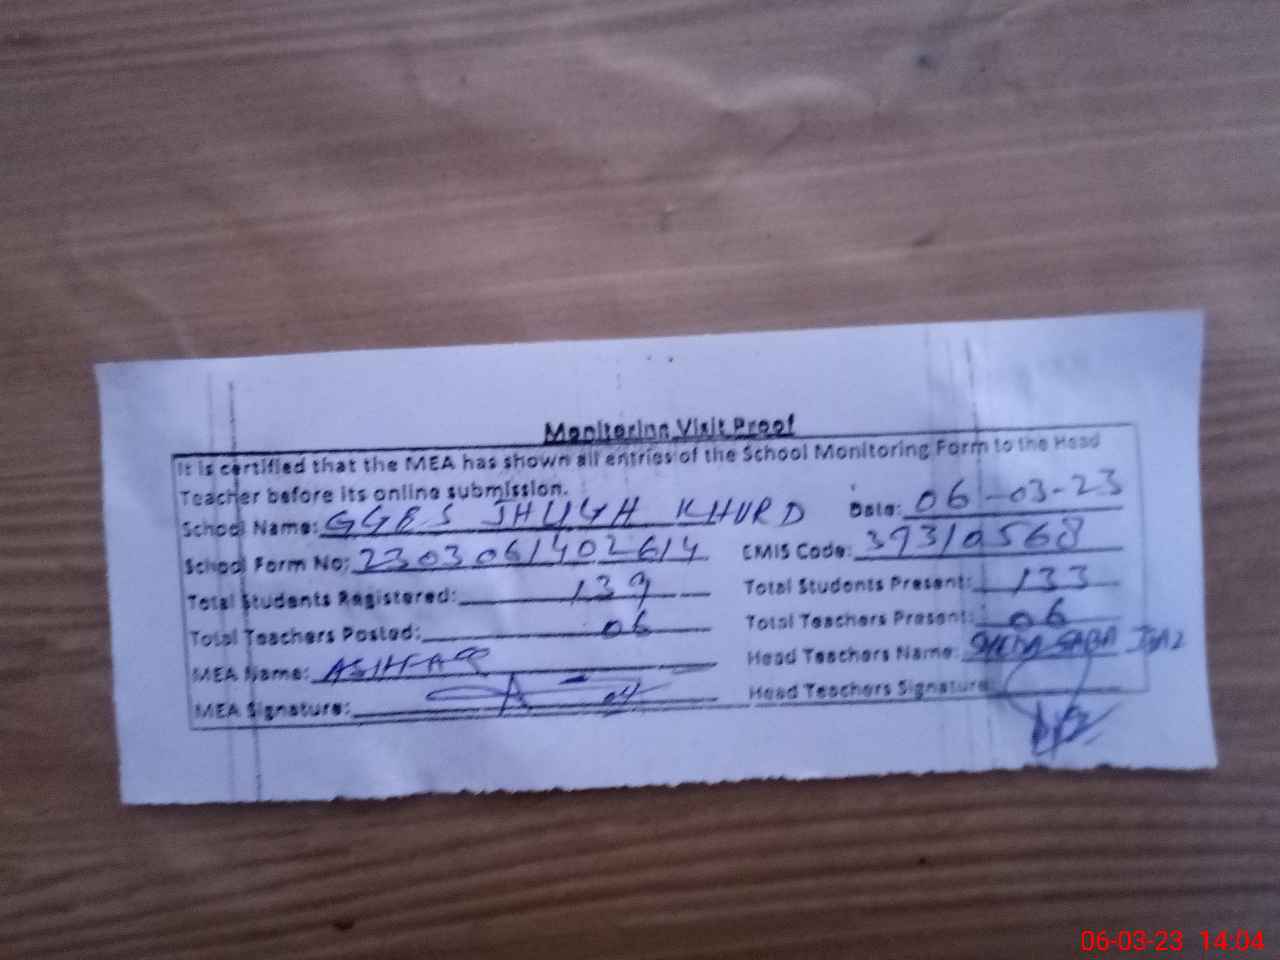 Monitoring Visit Proof
It is certified that the MEA has shown all entries of the School Monitoring Form to the Head
Teacher before its online submission.
School Name: GGES JHUGH KHURD Date: 06-03-23
School Form No: 2303061402614 EMIS Code: 39310568
Total Students Registered: 139 Total Students Present: 133
Total Teachers Posted: 06 Total Teachers Present: 06
MEA Name: ASHFAQ Head Teachers Name: SYEDA SABA
MEA Signature: Head Teachers Signature
06-03-23 14:04